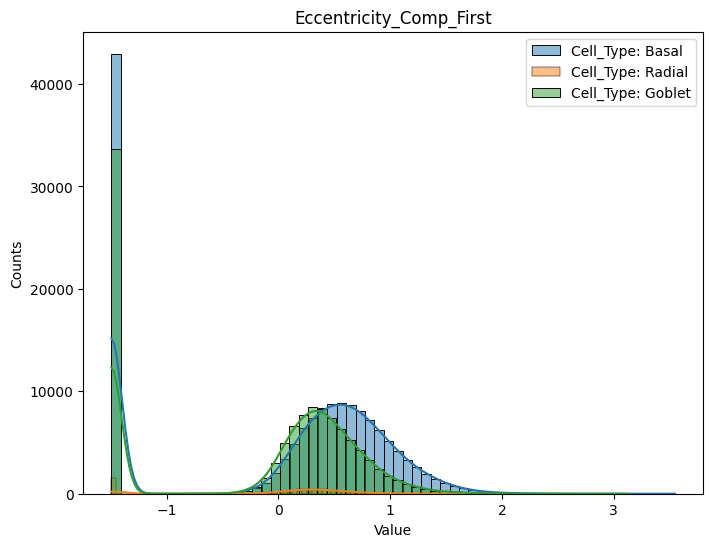 Eccentricity_Comp_First
Cell_Type: Basal
Cell_Type: Radial
Cell_Type: Goblet
40000
30000
20000
10000
0
Counts
−1
0
1
2
3
Value